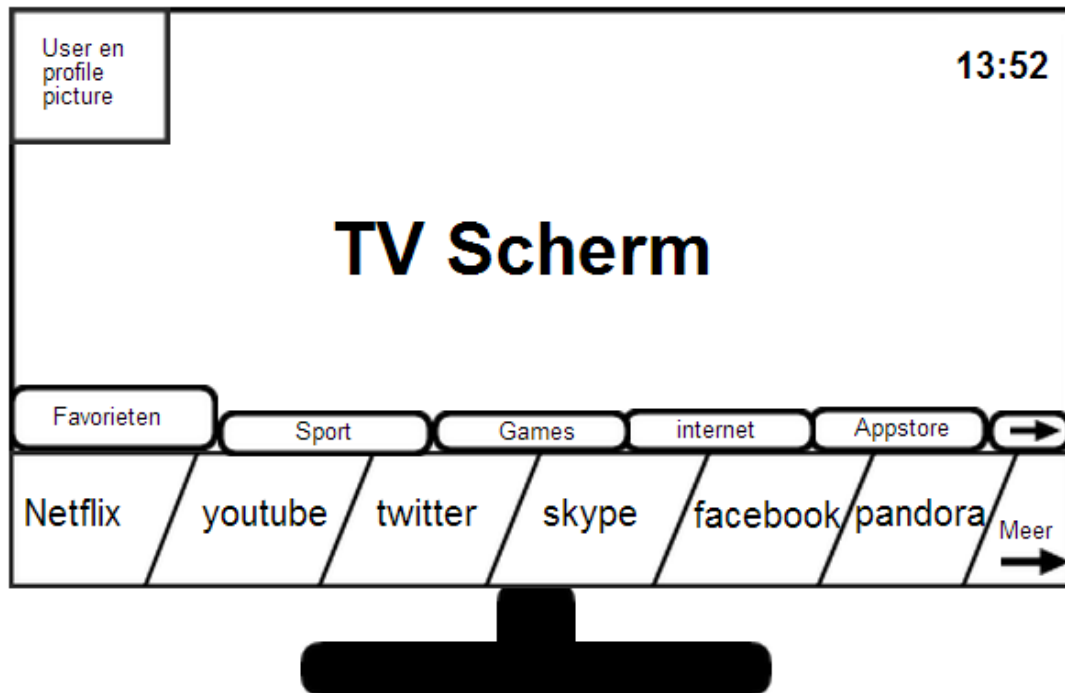 User en
profile
picture
13:52
TV Scherm
Favorieten
Sport
Games
internet
Appstore
Netflix
youtube
twitter
skype
facebook
pandora
Meer